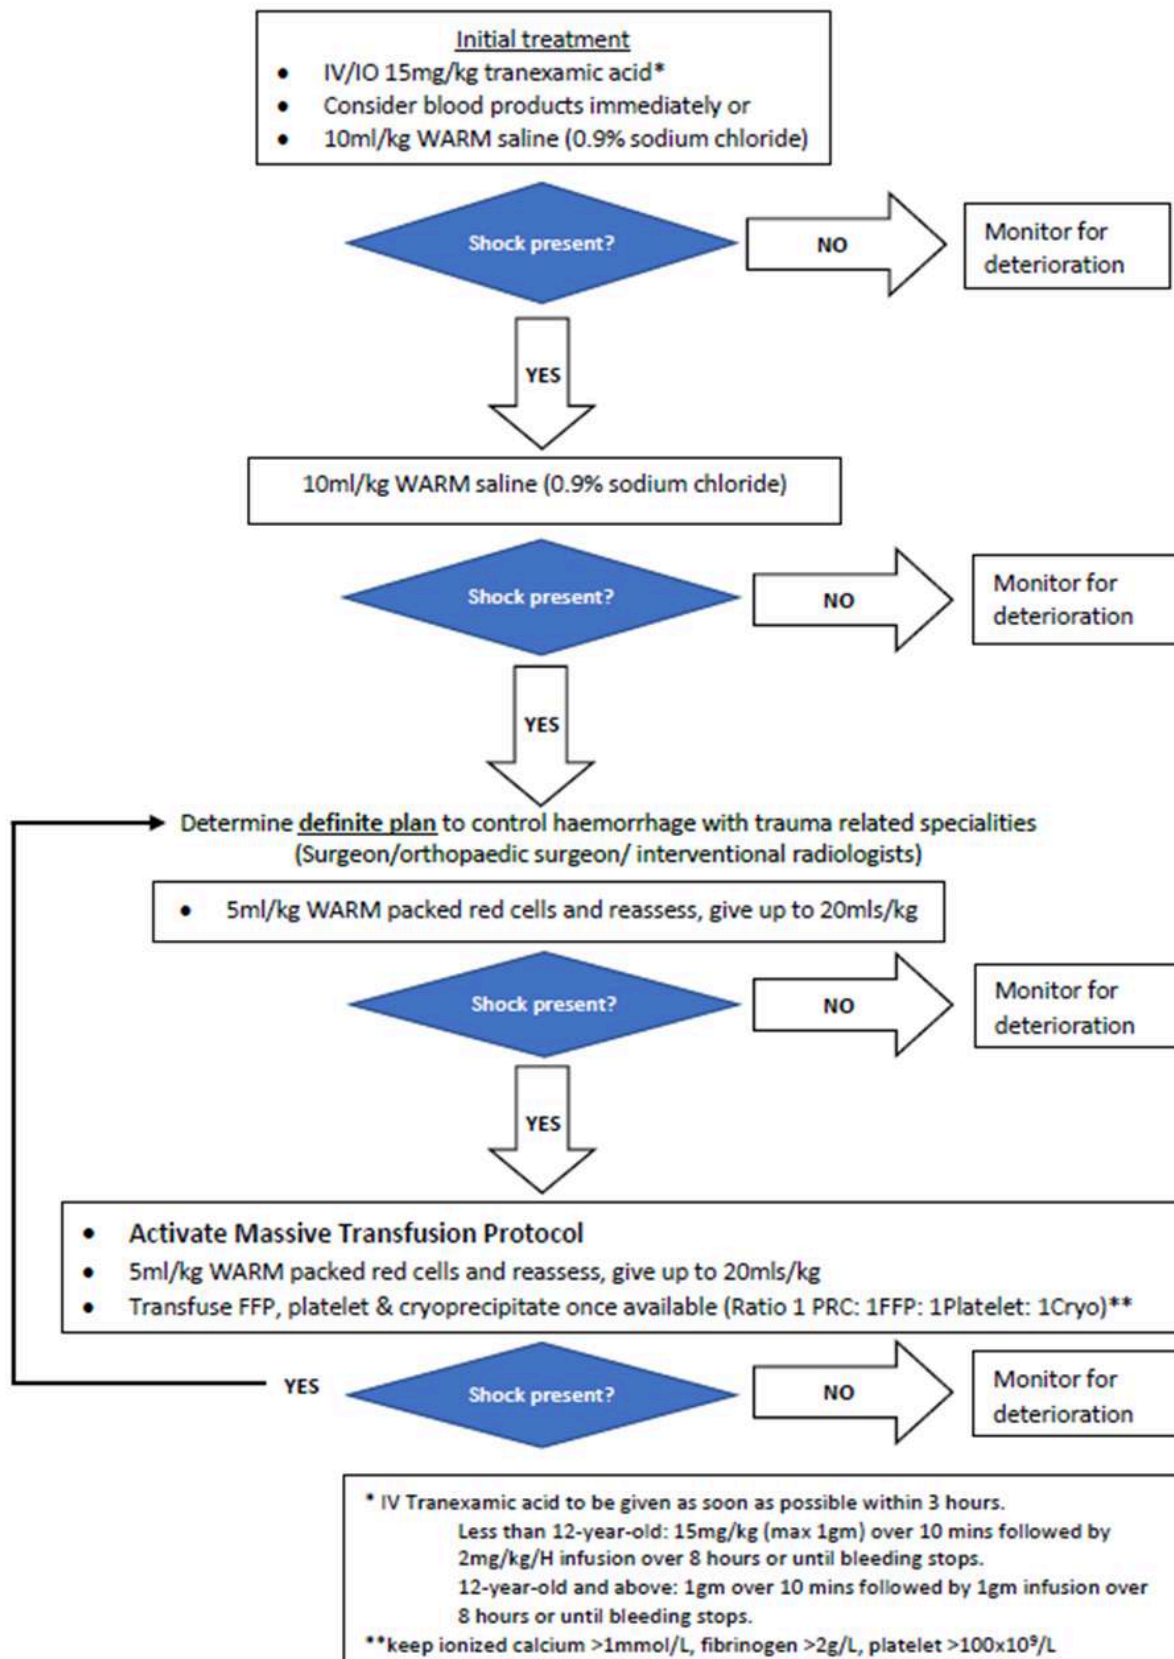 Initial treatment
• IV/IO 15mg/kg tranexamic acid*
• Consider blood products immediately or
• 10ml/kg WARM saline (0.9% sodium chloride)
Shock present?
NO
Monitor for
deterioration
YES
10ml/kg WARM saline (0.9% sodium chloride)
Shock present?
NO
Monitor for
deterioration
YES
Determine definite plan to control haemorrhage with trauma related specialities
(Surgeon/orthopaedic surgeon/ interventional radiologists)
• 5ml/kg WARM packed red cells and reassess, give up to 20mls/kg
Shock present?
NO
Monitor for
deterioration
YES
• Activate Massive Transfusion Protocol
• 5ml/kg WARM packed red cells and reassess, give up to 20mls/kg
• Transfuse FFP, platelet & cryoprecipitate once available (Ratio 1 PRC: 1FFP: 1Platelet: 1Cryo)**
YES
Shock present?
NO
Monitor for
deterioration
* IV Tranexamic acid to be given as soon as possible within 3 hours.
Less than 12-year-old: 15mg/kg (max 1gm) over 10 mins followed by
2mg/kg/H infusion over 8 hours or until bleeding stops.
12-year-old and above: 1gm over 10 mins followed by 1gm infusion over
8 hours or until bleeding stops.
**keep ionized calcium >1mmol/L, fibrinogen >2g/L, platelet >100x10⁹/L